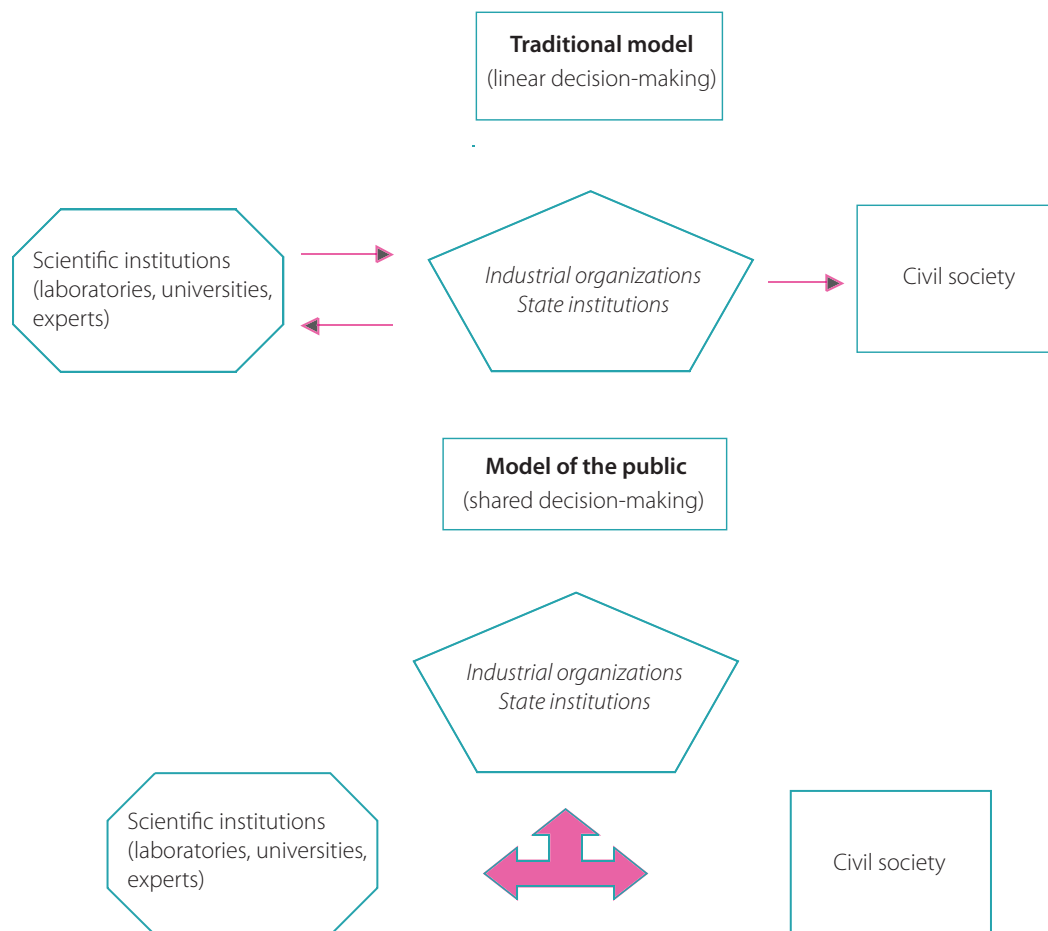 Traditional model
(linear decision-making)
Scientific institutions
(laboratories, universities,
experts)
Industrial organizations
State institutions
Civil society
Model of the public
(shared decision-making)
Industrial organizations
State institutions
Scientific institutions
(laboratories, universities,
experts)
Civil society